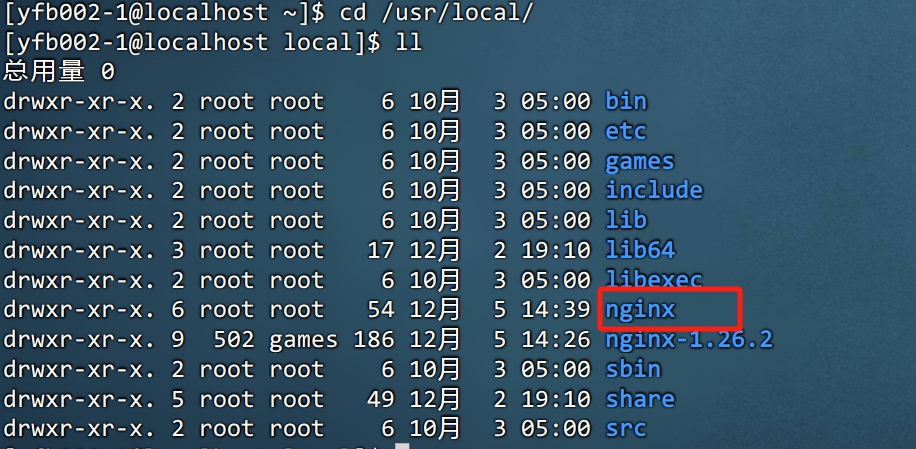 [yfb002-1@localhost ~]$ cd /usr/local/
[yfb002-1@localhost local]$ ll
总用量 0
drwxr-xr-x. 2 root root    6 10月  3 05:00 bin
drwxr-xr-x. 2 root root    6 10月  3 05:00 etc
drwxr-xr-x. 2 root root    6 10月  3 05:00 games
drwxr-xr-x. 2 root root    6 10月  3 05:00 include
drwxr-xr-x. 2 root root    6 10月  3 05:00 lib
drwxr-xr-x. 3 root root   17 12月  2 19:10 lib64
drwxr-xr-x. 2 root root    6 10月  3 05:00 libexec
drwxr-xr-x. 6 root root   54 12月  5 14:39 nginx
drwxr-xr-x. 9  502 games 186 12月  5 14:26 nginx-1.26.2
drwxr-xr-x. 2 root root    6 10月  3 05:00 sbin
drwxr-xr-x. 5 root root   49 12月  2 19:10 share
drwxr-xr-x. 2 root root    6 10月  3 05:00 src